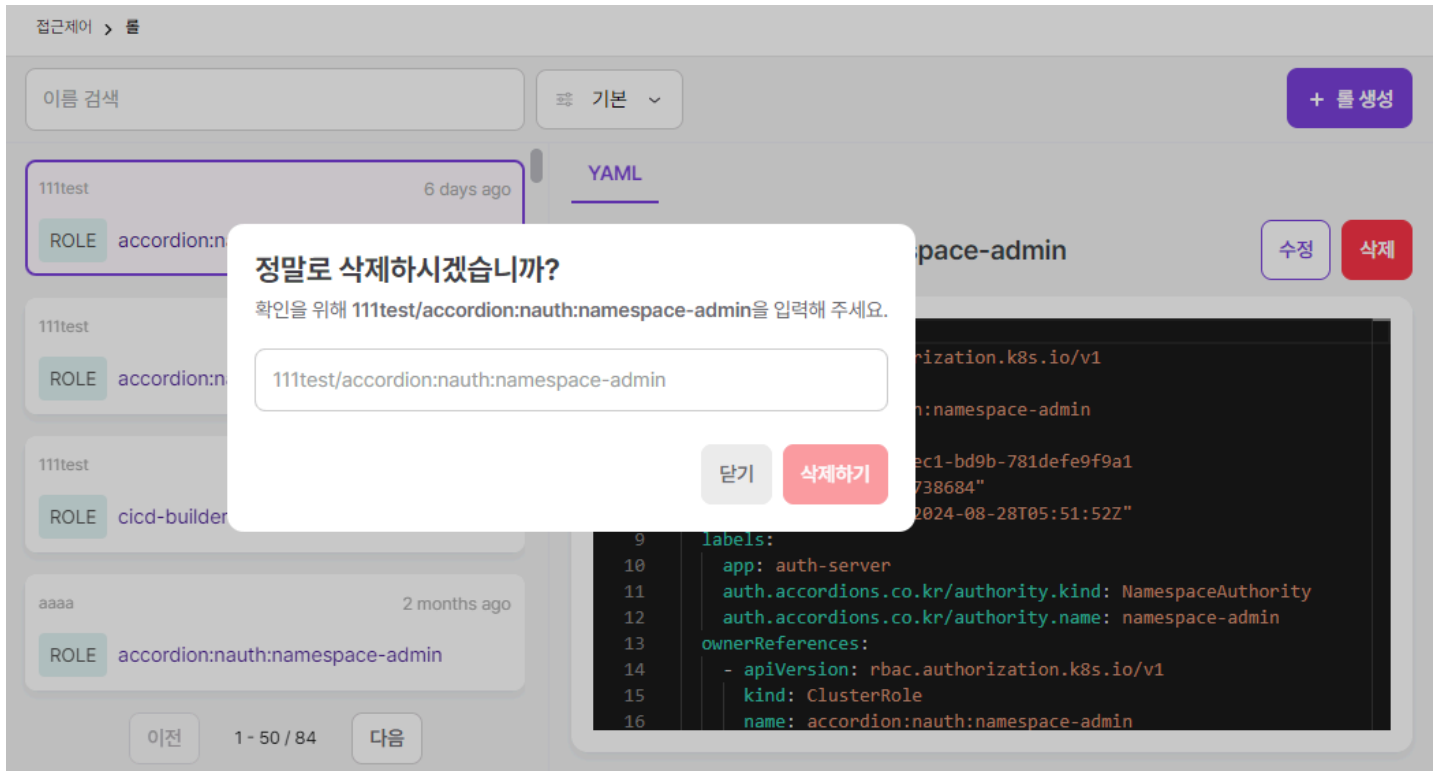 접근제어 > 롤
이름 검색
기본
+ 롤 생성
111test 6 days ago
ROLE accordion:n
111test
ROLE accordion:n
111test
ROLE cicd-builder
aaaa 2 months ago
ROLE accordion:nauth:namespace-admin
이전 1 - 50 / 84 다음
YAML
pace-admin
수정 삭제
정말로 삭제하시겠습니까?
확인을 위해 111test/accordion:nauth:namespace-admin을 입력해 주세요.
111test/accordion:nauth:namespace-admin
닫기 삭제하기
rization.k8s.io/v1
:namespace-admin
ec1-bd9b-781defe9f9a1
738684"
2024-08-28T05:51:52Z"
9 labels:
10 app: auth-server
11 auth.accordions.co.kr/authority.kind: NamespaceAuthority
12 auth.accordions.co.kr/authority.name: namespace-admin
13 ownerReferences:
14 - apiVersion: rbac.authorization.k8s.io/v1
15 kind: ClusterRole
16 name: accordion:nauth:namespace-admin